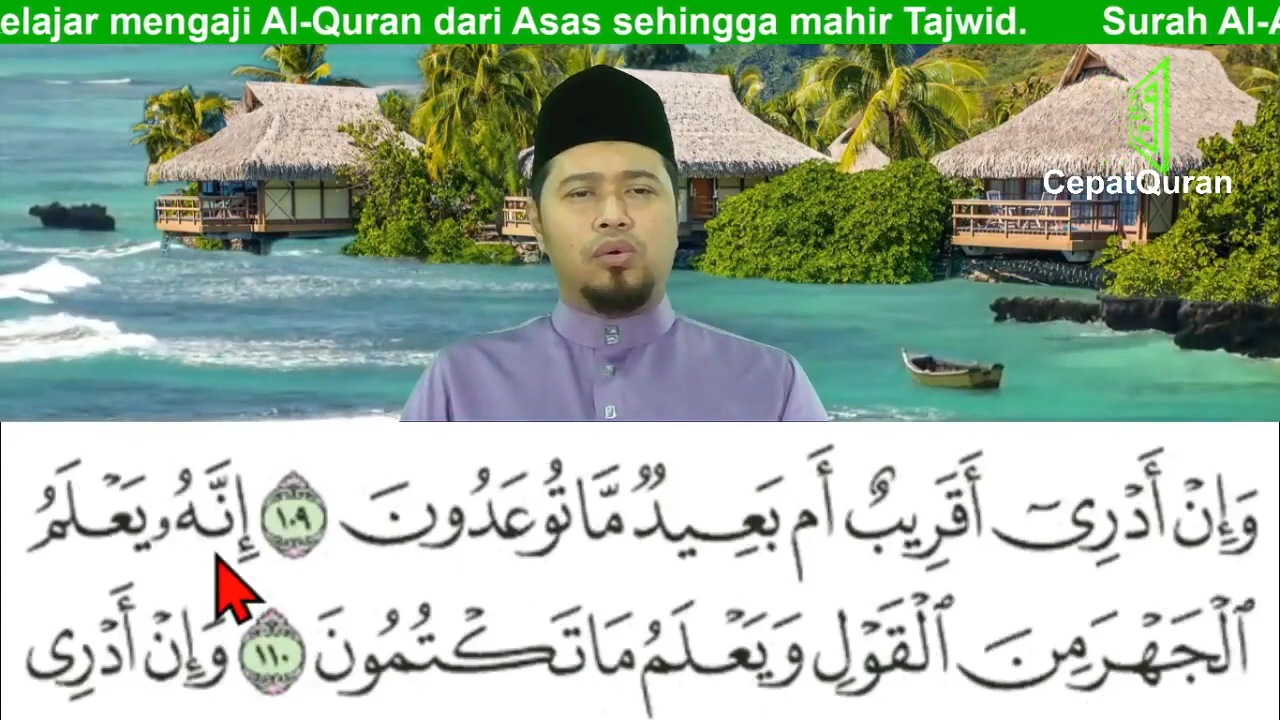 elajar mengaji Al-Quran dari Asas sehingga mahir Tajwid. Surah Al-A
CepatQuran
وَإِنْ أَدْرِىٓ أَقَرِيبٌ أَم بَعِيدٌ مَّا تُوعَدُونَ ١٠٩ إِنَّهُۥ يَعْلَمُ
ٱلْجَهْرَ مِنَ ٱلْقَوْلِ وَيَعْلَمُ مَا تَكْتُمُونَ ١١٠ وَإِنْ أَدْرِى